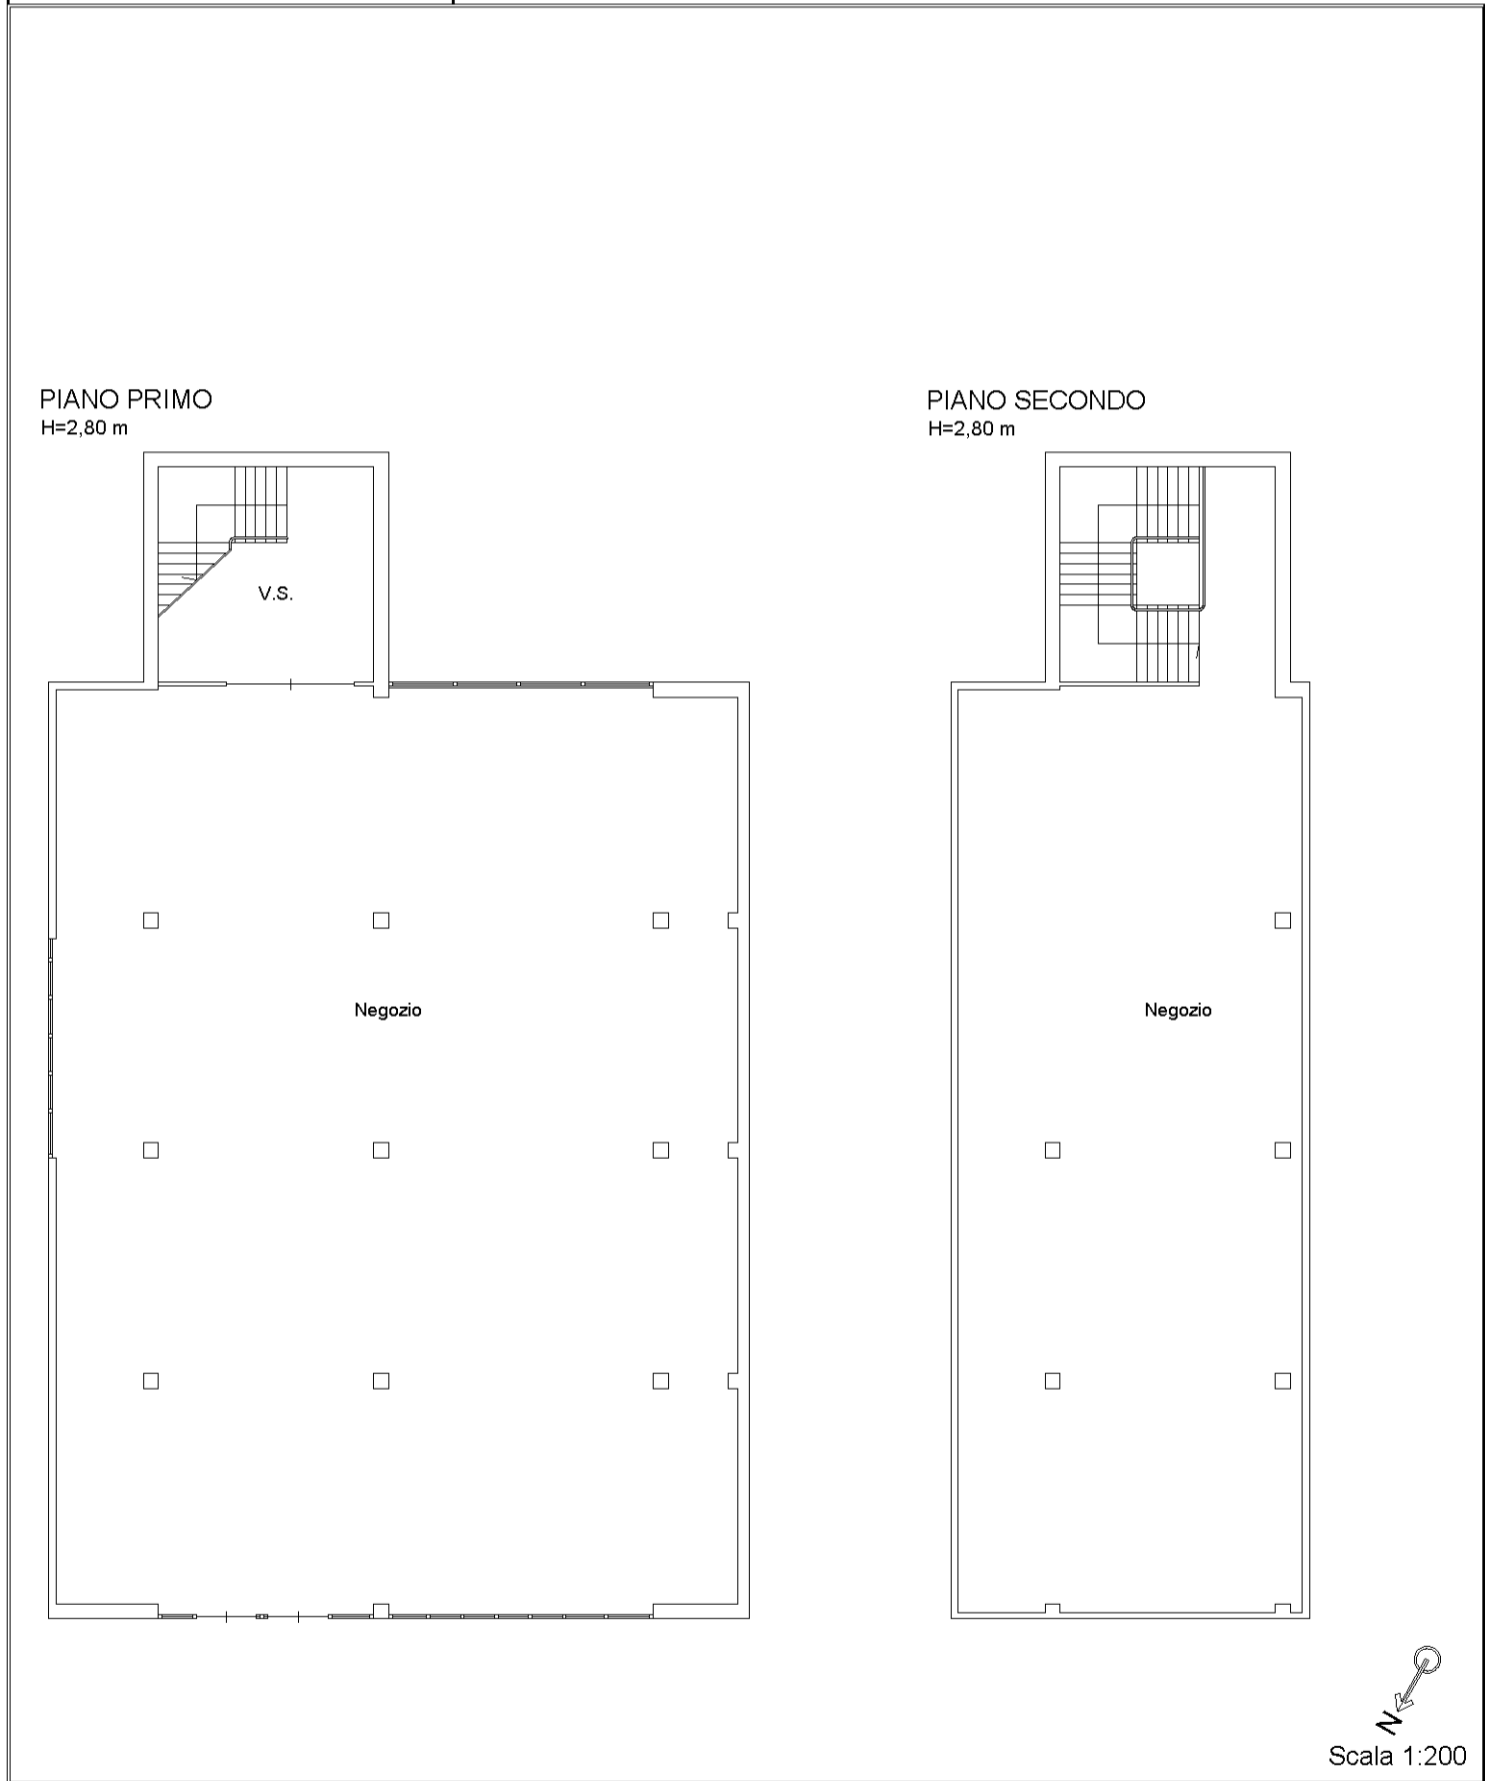 PIANO PRIMO
H=2,80 m
V.S.
Negozio
PIANO SECONDO
H=2,80 m
Negozio
N
Scala 1:200